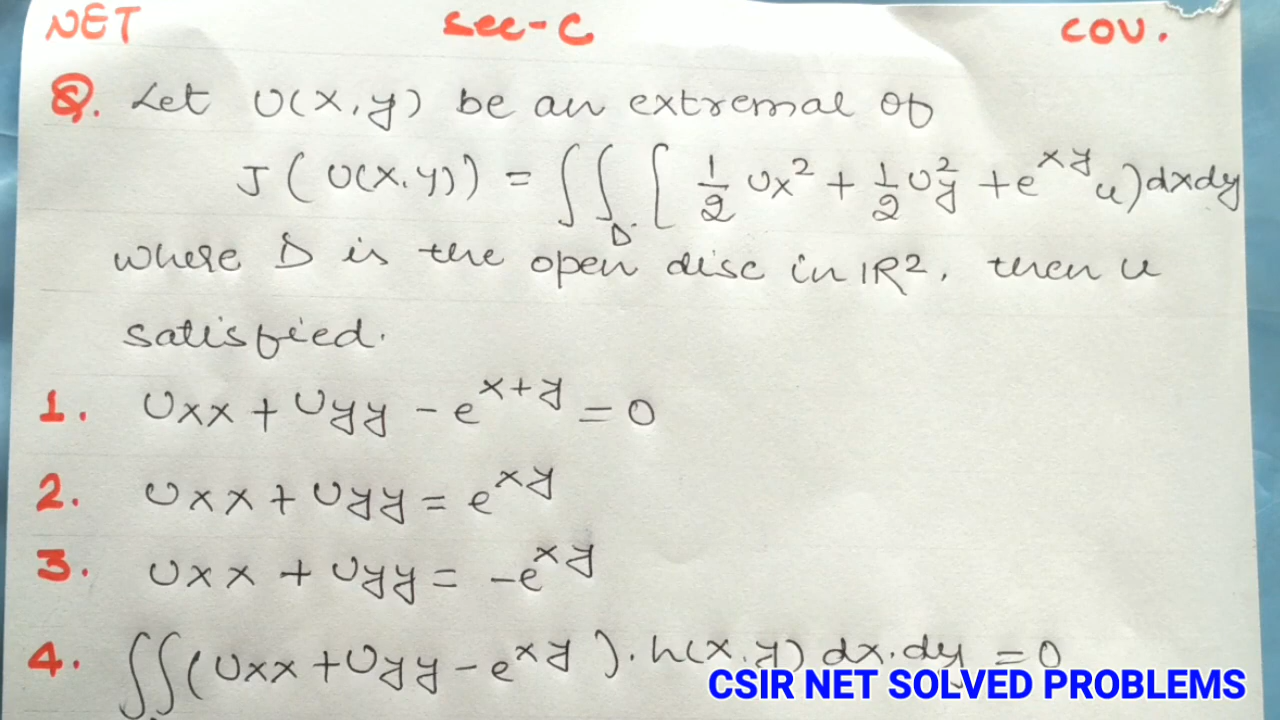 NET sec-c COV.
Q. Let U(x,y) be an extremal of
J(U(x,y)) = ∬_D [ 1/2 Ux² + 1/2 Uy² + e^{xy} u) dxdy
where D is the open disc in IR², then u
satisfied.
1. Uxx + Uyy - e^{x+y} = 0
2. Uxx + Uyy = e^{xy}
3. Uxx + Uyy = -e^{xy}
4. ∬(Uxx + Uyy - e^{xy}). h(x,y) dx.dy = 0
CSIR NET SOLVED PROBLEMS